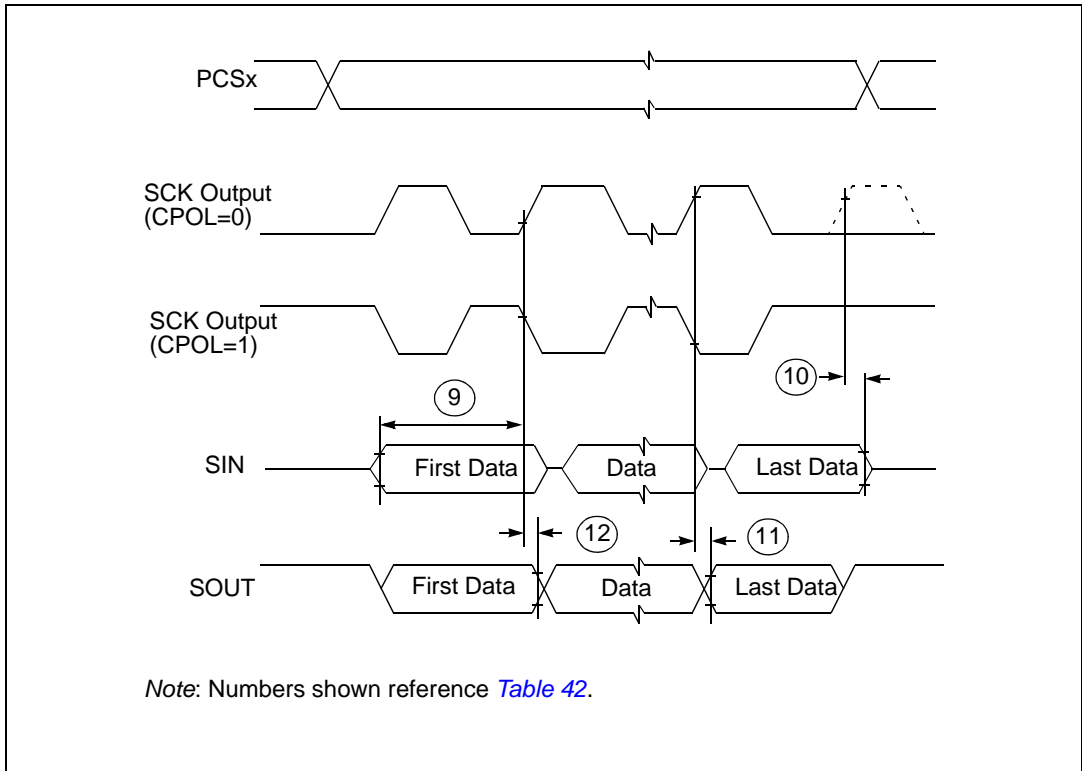 PCSx
SCK Output
(CPOL=0)
SCK Output
(CPOL=1)
10
9
SIN
First Data
Data
Last Data
12
11
SOUT
First Data
Data
Last Data
Note: Numbers shown reference Table 42.